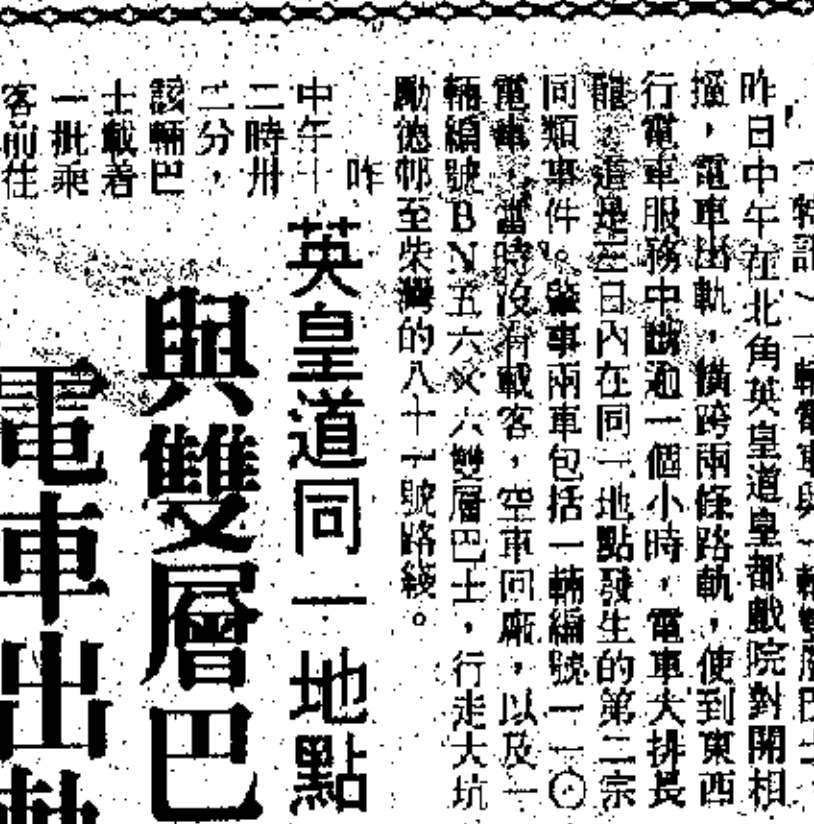 （特訊）一輛電車與一輛雙層巴士，
昨日中午在北角英皇道皇都戲院對開相
撞，電車出軌，橫跨兩條路軌，使到東西
行電車服務中斷逾一個小時，電車大排長
龍。這是三日內在同一地點發生的第二宗
同類事件。肇事兩車包括一輛編號一一〇
電車，當時沒有載客，空車回廠，以及一
輛編號BN五六××六雙層巴士，行走大坑
勵德邨至柴灣的八十一號路綫。
昨
中午十
二時卅
二分，
該輛巴
士載着
一批乘
客前往
英皇道同一地點
與雙層巴
電車出